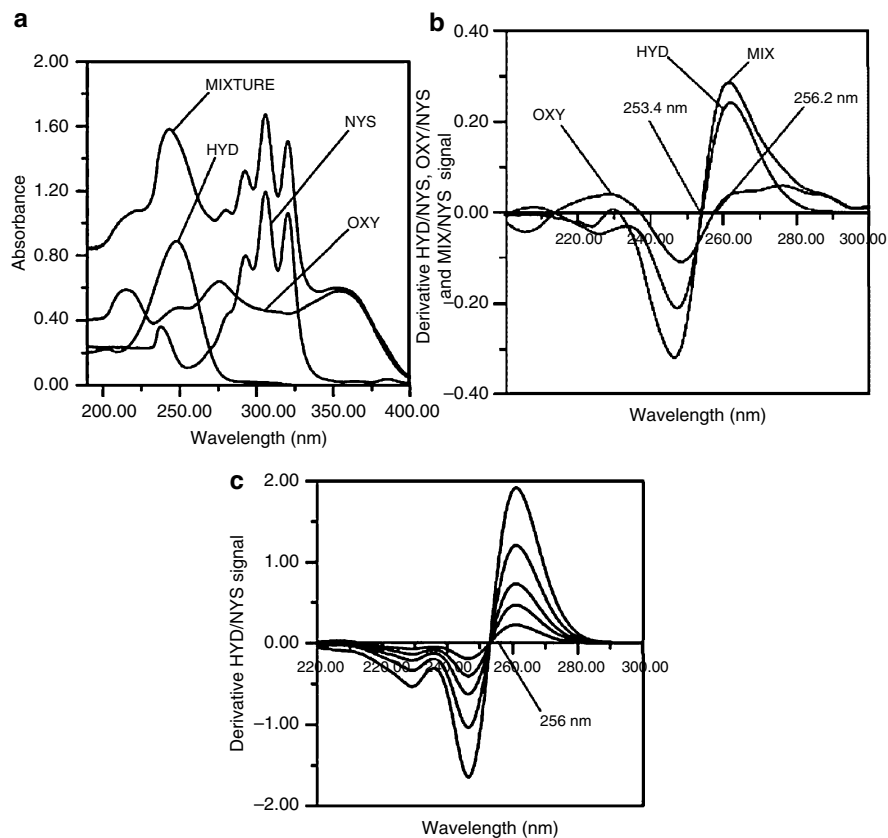 a
2.00
1.60
1.20
0.80
0.40
0.00
Absorbance
MIXTURE
HYD
NYS
OXY
200.00 250.00 300.00 350.00 400.00
Wavelength (nm)
b
0.40
0.20
0.00
−0.20
−0.40
Derivative HYD/NYS, OXY/NYS
and MIX/NYS signal
HYD
MIX
OXY
253.4 nm
256.2 nm
220.00 240.00 260.00 280.00 300.00
Wavelength (nm)
c
2.00
1.00
0.00
−1.00
−2.00
Derivative HYD/NYS signal
220.00 220.00 240.00 260.00 280.00 300.00
256 nm
Wavelength (nm)